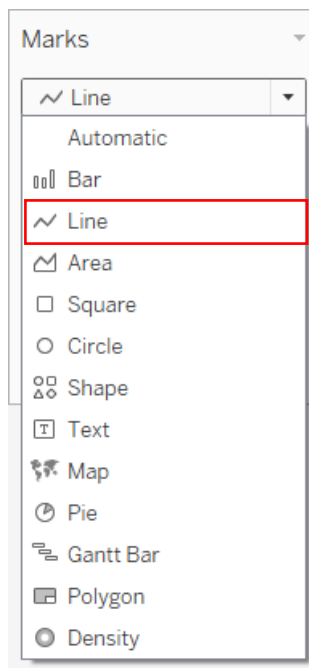 Marks
Line
Automatic
Bar
Line
Area
Square
Circle
Shape
T Text
Map
Pie
Gantt Bar
Polygon
Density